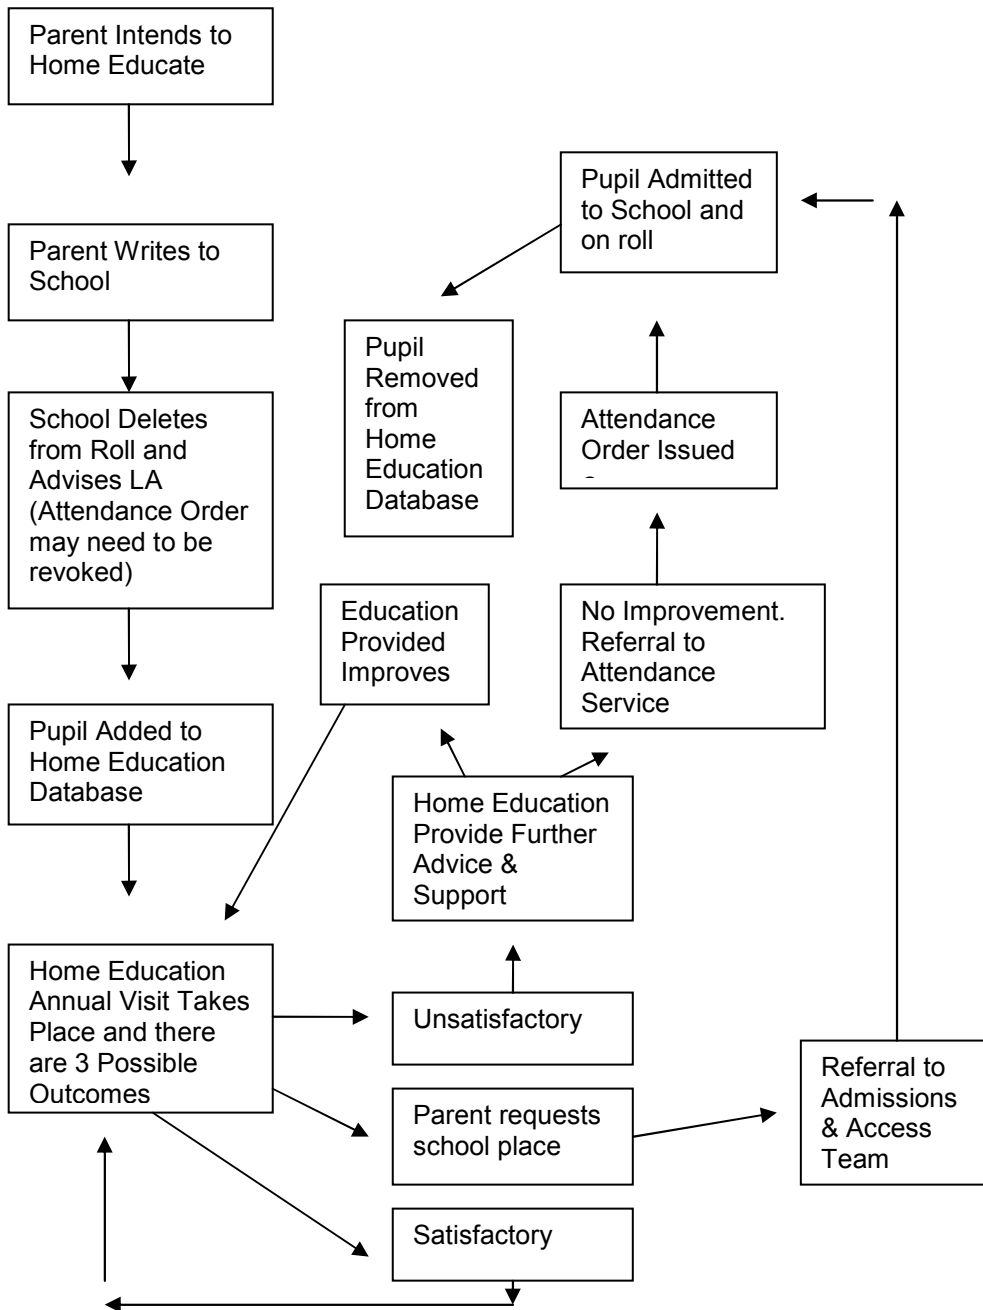 Parent Intends to
Home Educate
Parent Writes to
School
School Deletes
from Roll and
Advises LA
(Attendance Order
may need to be
revoked)
Pupil Added to
Home Education
Database
Home Education
Annual Visit Takes
Place and there
are 3 Possible
Outcomes
Unsatisfactory
Parent requests
school place
Satisfactory
Home Education
Provide Further
Advice &
Support
Education
Provided
Improves
No Improvement.
Referral to
Attendance
Service
Attendance
Order Issued
Referral to
Admissions
& Access
Team
Pupil Admitted
to School and
on roll
Pupil
Removed
from
Home
Education
Database